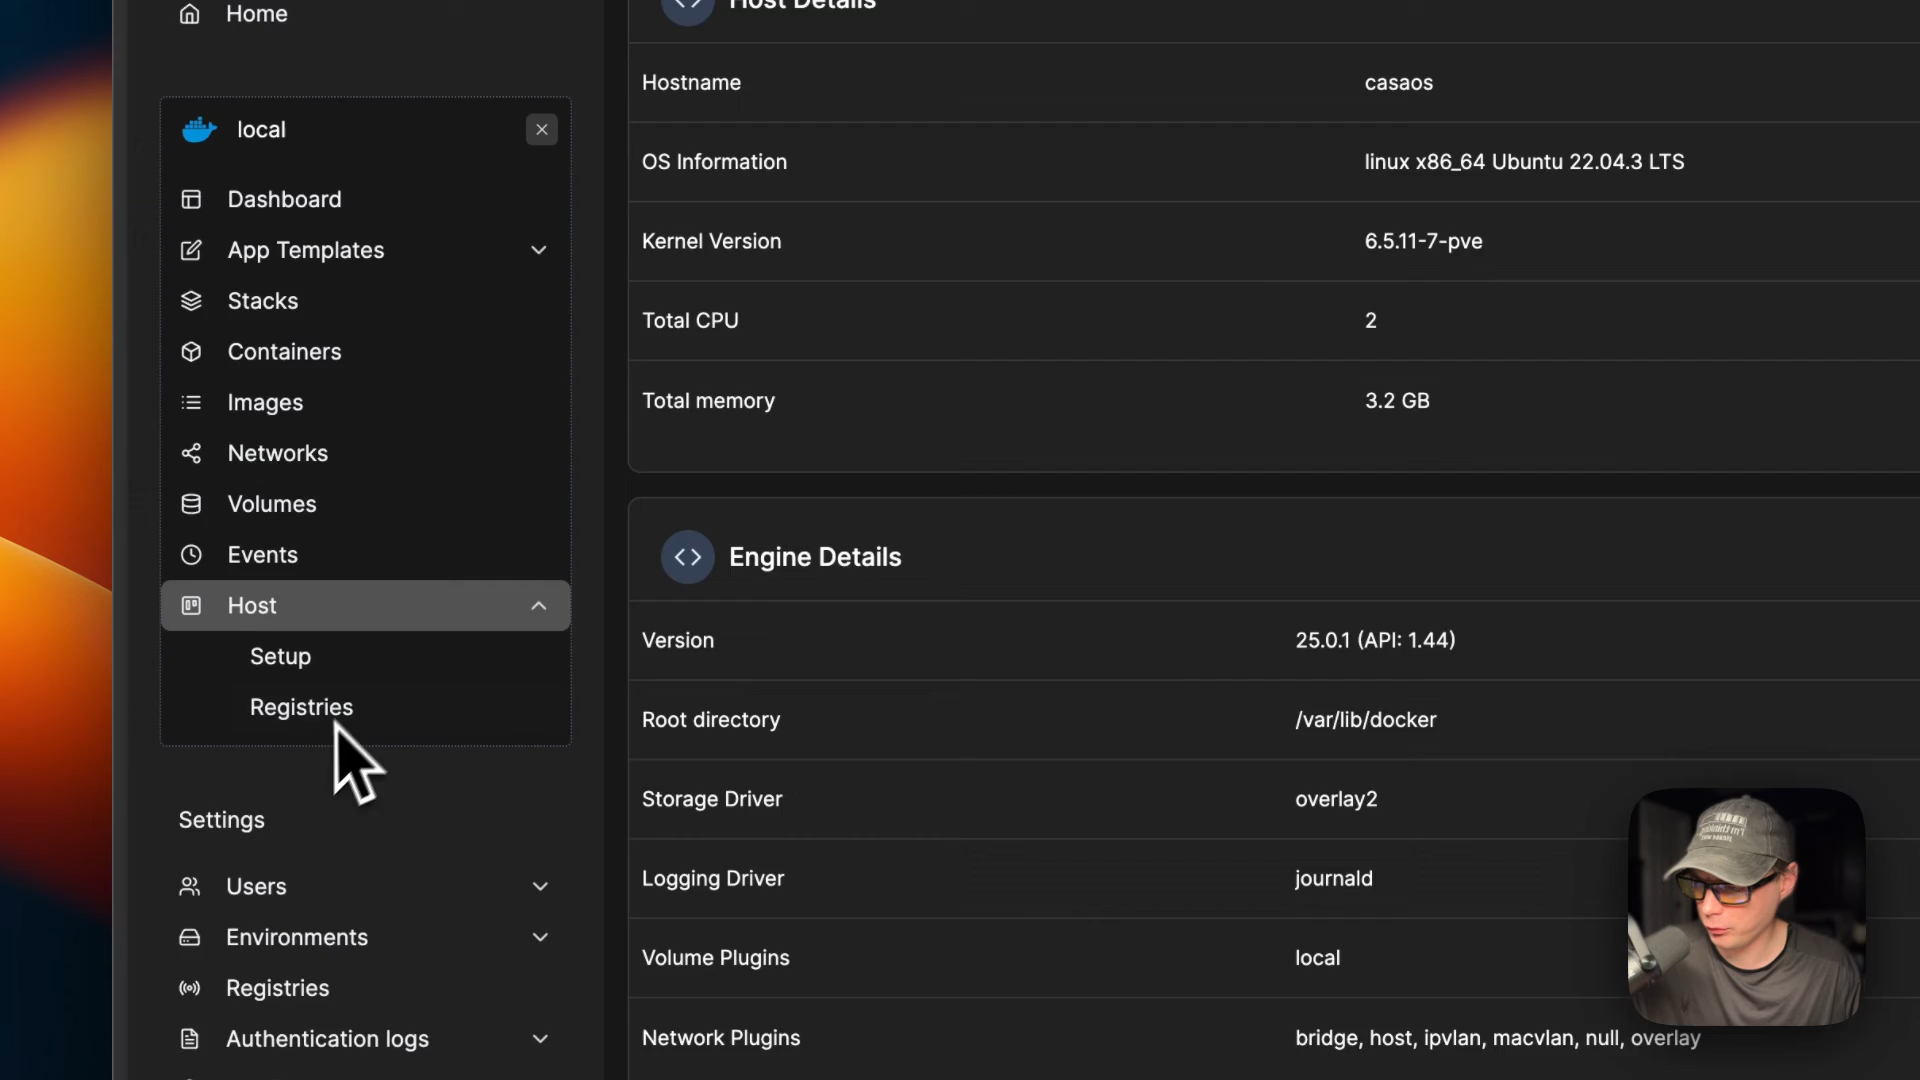 Home
local
Dashboard
App Templates
Stacks
Containers
Images
Networks
Volumes
Events
Host
Setup
Registries
Settings
Users
Environments
Registries
Authentication logs
Host Details
Hostname casaos
OS Information linux x86_64 Ubuntu 22.04.3 LTS
Kernel Version 6.5.11-7-pve
Total CPU 2
Total memory 3.2 GB
Engine Details
Version 25.0.1 (API: 1.44)
Root directory /var/lib/docker
Storage Driver overlay2
Logging Driver journald
Volume Plugins local
Network Plugins bridge, host, ipvlan, macvlan, null, overlay